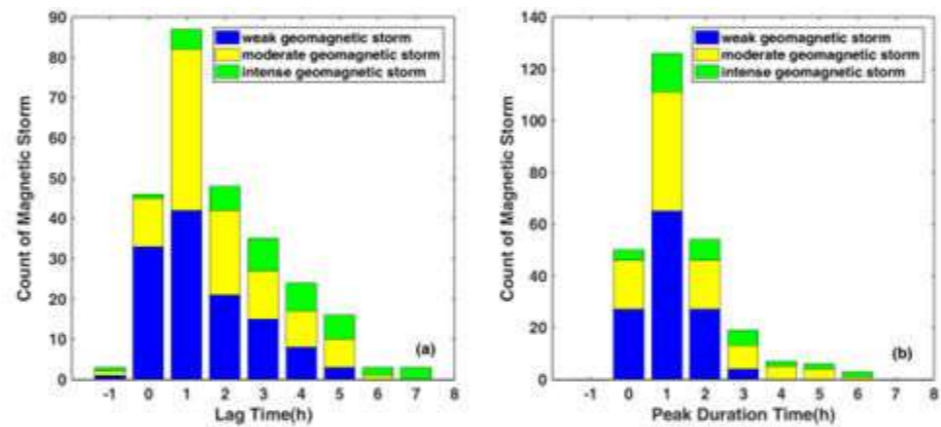 90
80
70
60
50
40
30
20
10
0
Count of Magnetic Storm
weak geomagnetic storm
moderate geomagnetic storm
intense geomagnetic storm
(a)
-1 0 1 2 3 4 5 6 7 8
Lag Time(h)
140
120
100
80
60
40
20
0
Count of Magnetic Storm
weak geomagnetic storm
moderate geomagnetic storm
intense geomagnetic storm
(b)
-1 0 1 2 3 4 5 6 7 8
Peak Duration Time(h)